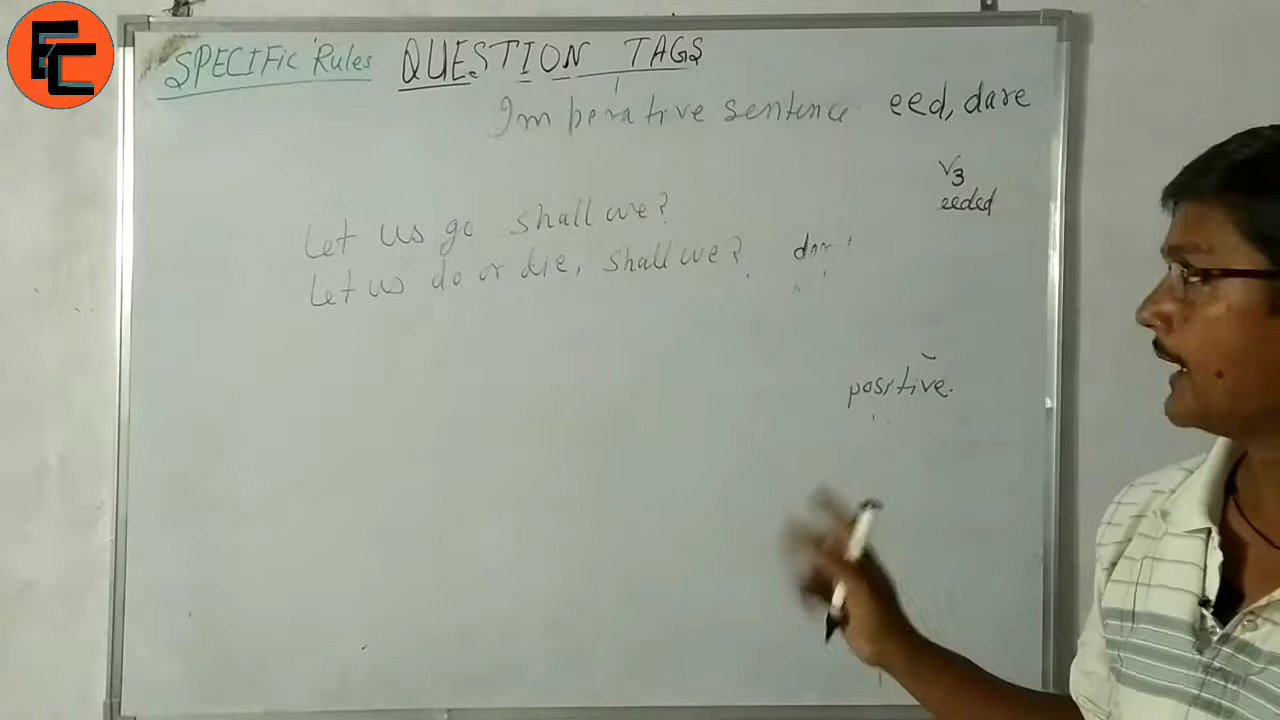 EC
SPECIFIC Rules QUESTION TAGS
Imperative sentence eed, dare
V3
eeded
Let us go shall we?
Let us do or die, shall we?
positive.